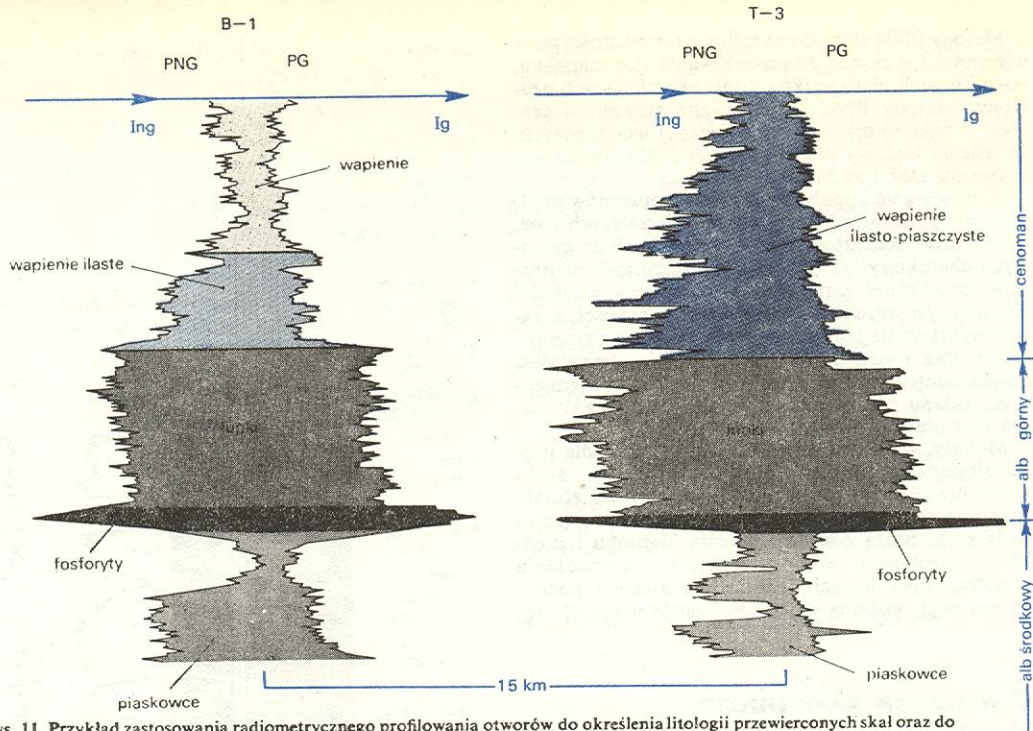 B–1
T–3
PNG
PG
PNG
PG
Ing
Ig
Ing
Ig
wapienie
wapienie ilaste
wapienie
ilasto-piaszczyste
łupki
łupki
fosforyty
fosforyty
piaskowce
piaskowce
15 km
cenoman
alb górny
alb środkowy
ys. 11. Przykład zastosowania radiometrycznego profilowania otworów do określenia litologii przewierconych skał oraz do